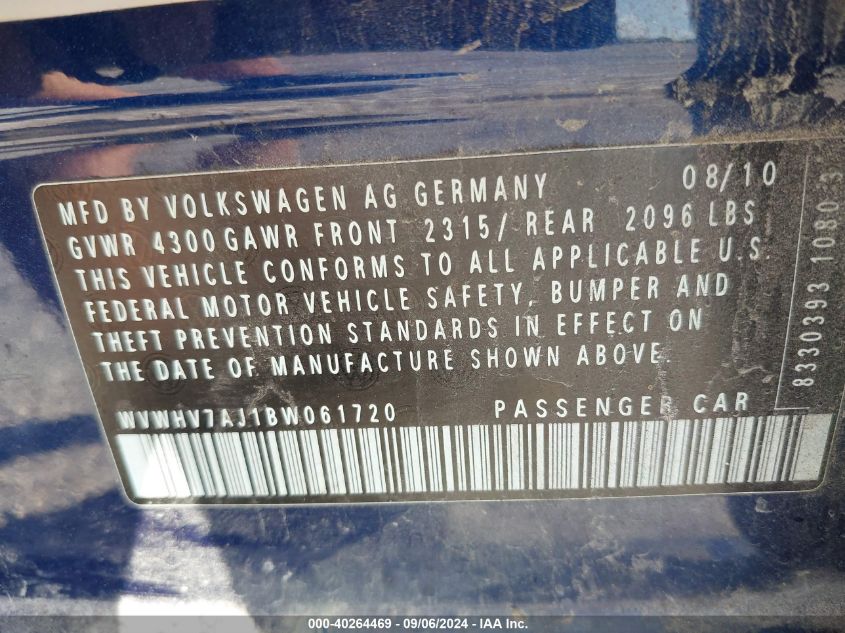 MFD BY VOLKSWAGEN AG GERMANY 08/10
GVWR 4300 GAWR FRONT 2315/ REAR 2096 LBS
THIS VEHICLE CONFORMS TO ALL APPLICABLE U.S.
FEDERAL MOTOR VEHICLE SAFETY, BUMPER AND
THEFT PREVENTION STANDARDS IN EFFECT ON
THE DATE OF MANUFACTURE SHOWN ABOVE.
WVWHV7AJ1BW061720 PASSENGER CAR
8330393 1080 3
000-40264469 - 09/06/2024 - IAA Inc.